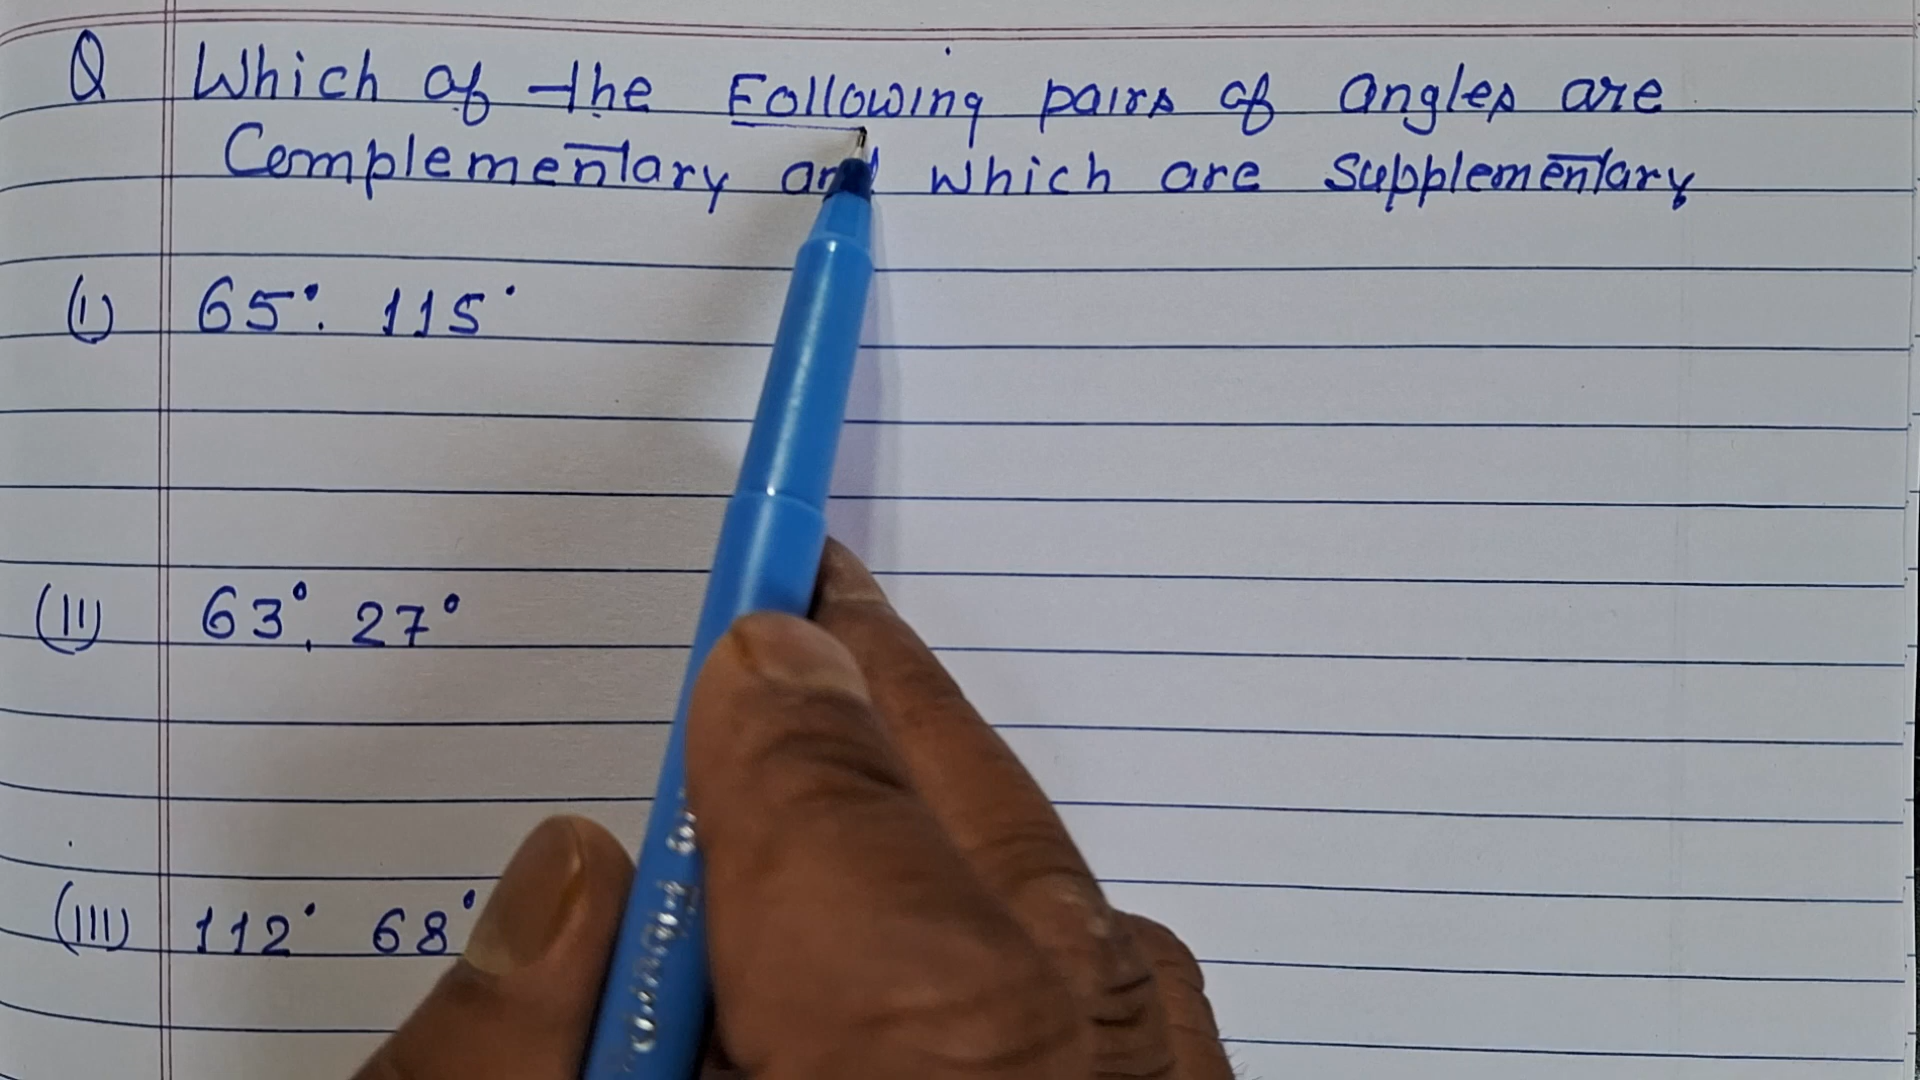 Q Which of the Following pairs of angles are
Complementary and which are Supplementary
(I) 65°. 115°
(II) 63°, 27°
(III) 112° 68°